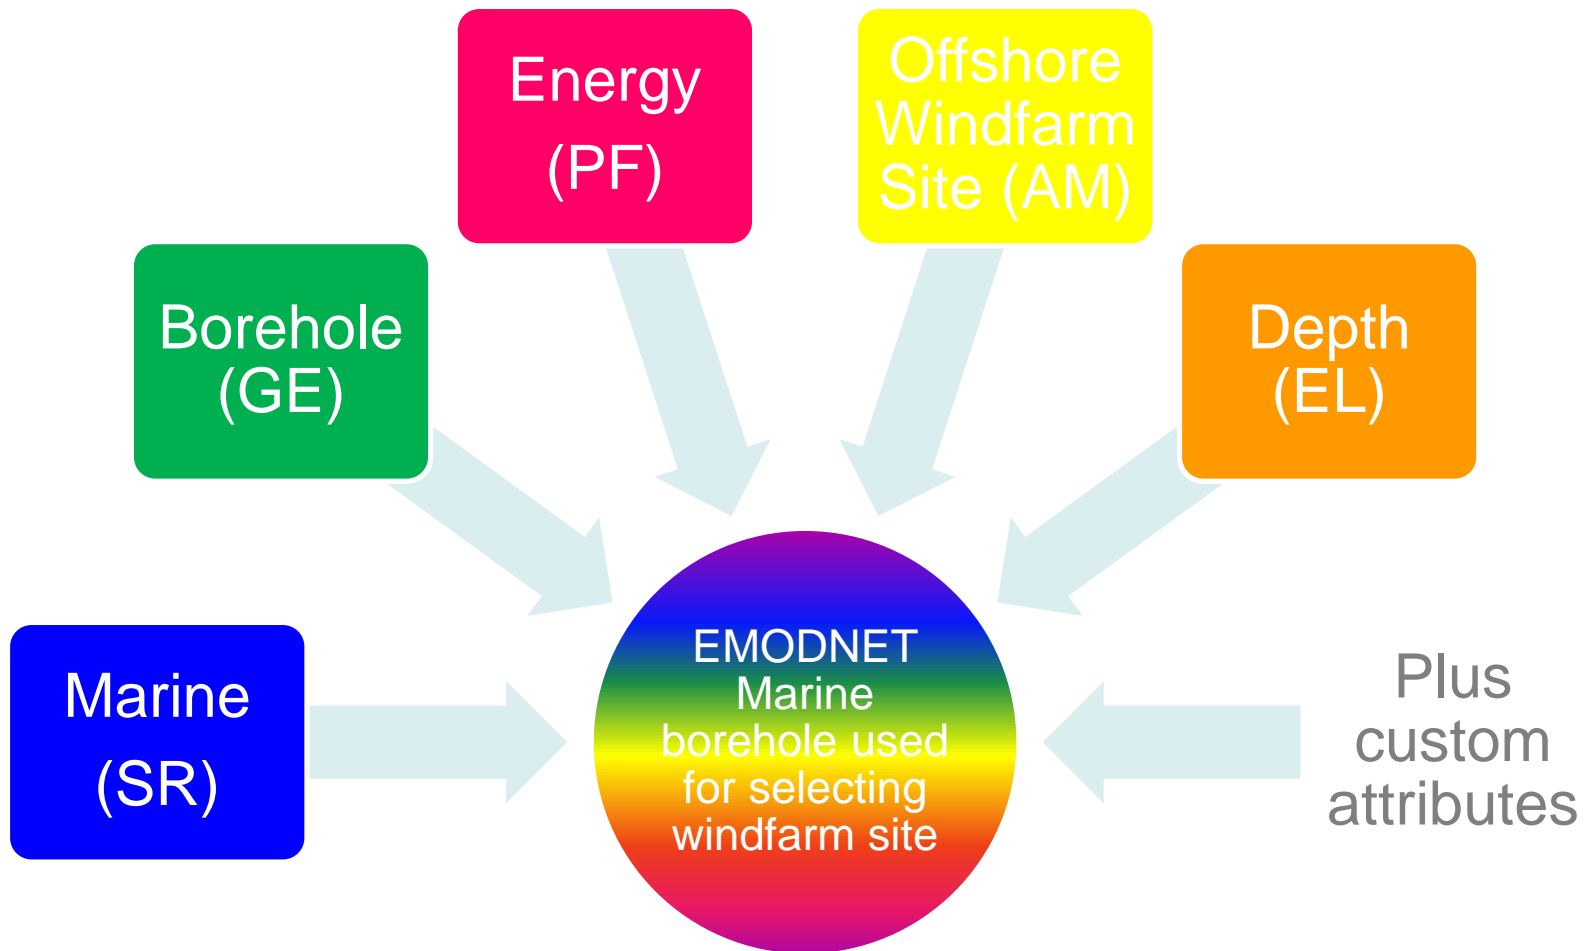 Energy
(PF)
Offshore
Windfarm
Site (AM)
Borehole
(GE)
Depth
(EL)
Marine
(SR)
EMODNET
Marine
borehole used
for selecting
windfarm site
Plus
custom
attributes